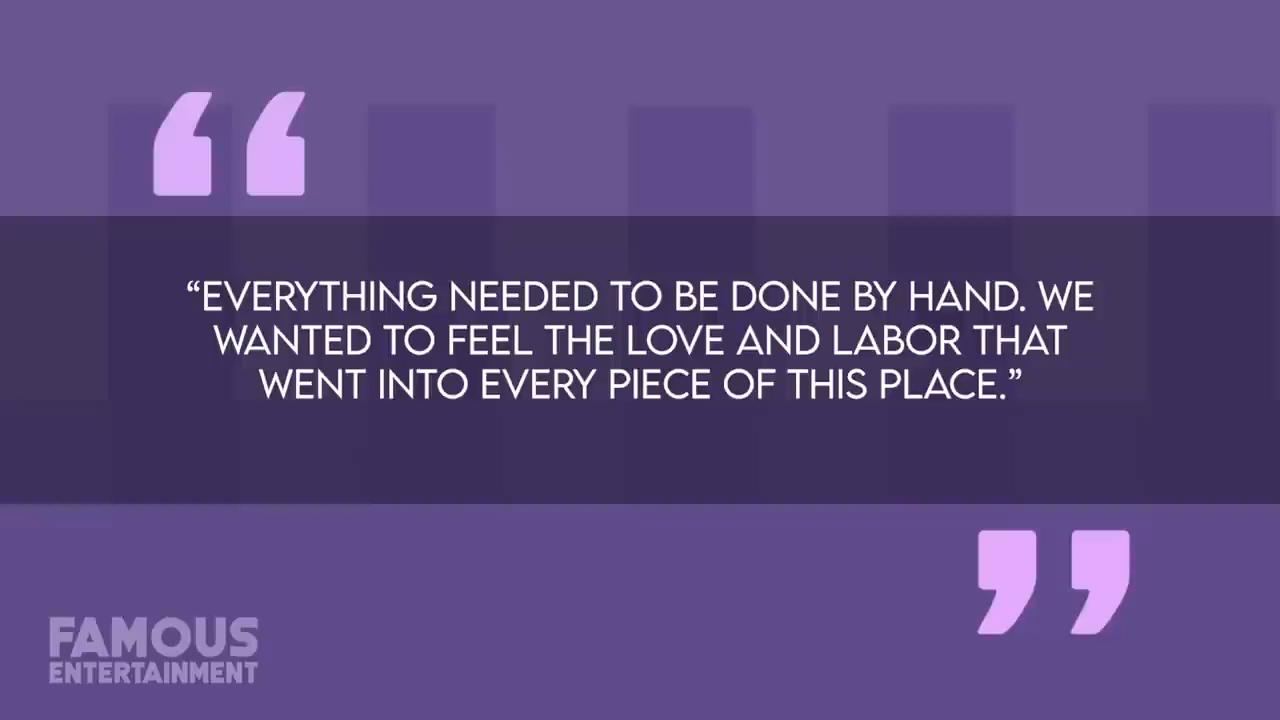 “EVERYTHING NEEDED TO BE DONE BY HAND. WE
WANTED TO FEEL THE LOVE AND LABOR THAT
WENT INTO EVERY PIECE OF THIS PLACE.”
FAMOUS
ENTERTAINMENT